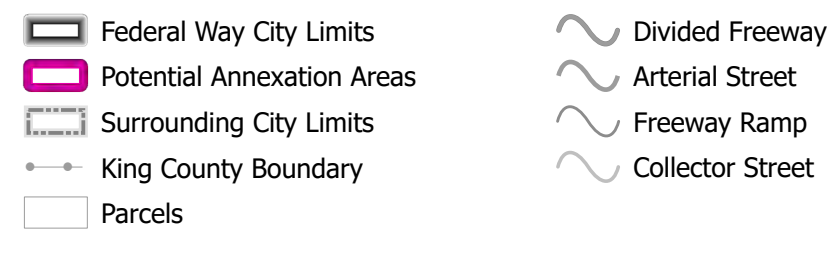 Federal Way City Limits
Potential Annexation Areas
Surrounding City Limits
King County Boundary
Parcels
Divided Freeway
Arterial Street
Freeway Ramp
Collector Street